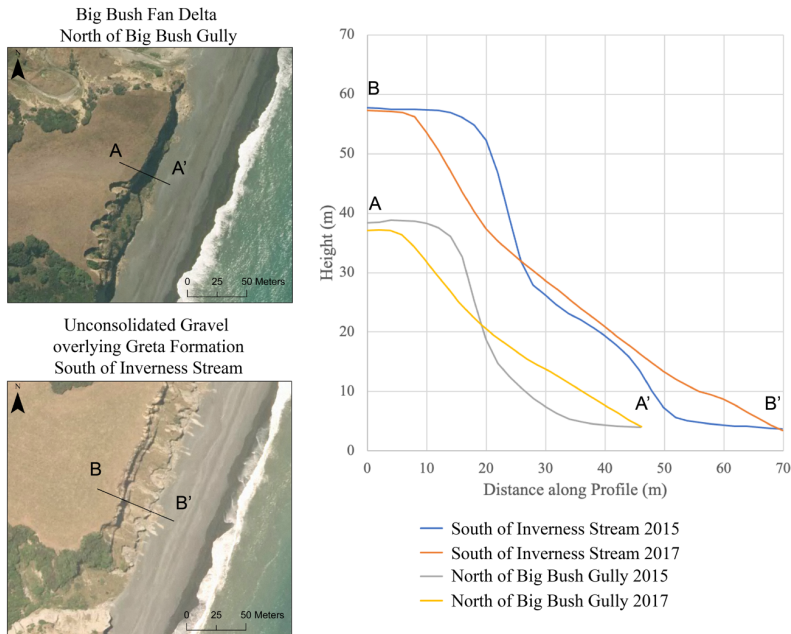 Big Bush Fan Delta
North of Big Bush Gully
N
A
A'
0 25 50 Meters
Unconsolidated Gravel
overlying Greta Formation
South of Inverness Stream
N
B
B'
0 25 50 Meters
70
60
50
40
30
20
10
0
Height (m)
B
A
A'
B'
0 10 20 30 40 50 60 70
Distance along Profile (m)
South of Inverness Stream 2015
South of Inverness Stream 2017
North of Big Bush Gully 2015
North of Big Bush Gully 2017